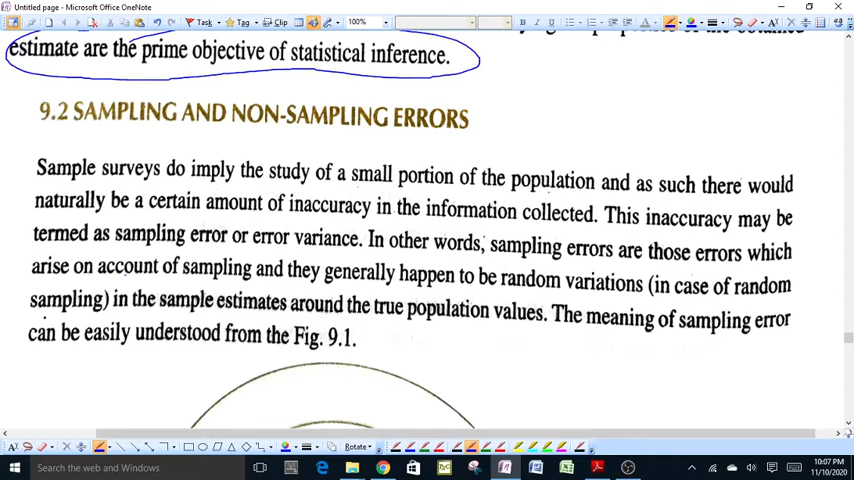 Untitled page - Microsoft OneNote
Task
Tag
Clip
100%
B I U
estimate are the prime objective of statistical inference.
9.2 SAMPLING AND NON-SAMPLING ERRORS
Sample surveys do imply the study of a small portion of the population and as such there would
naturally be a certain amount of inaccuracy in the information collected. This inaccuracy may be
termed as sampling error or error variance. In other words, sampling errors are those errors which
arise on account of sampling and they generally happen to be random variations (in case of random
sampling) in the sample estimates around the true population values. The meaning of sampling error
can be easily understood from the Fig. 9.1.
Rotate
Search the web and Windows
10:07 PM
11/10/2020